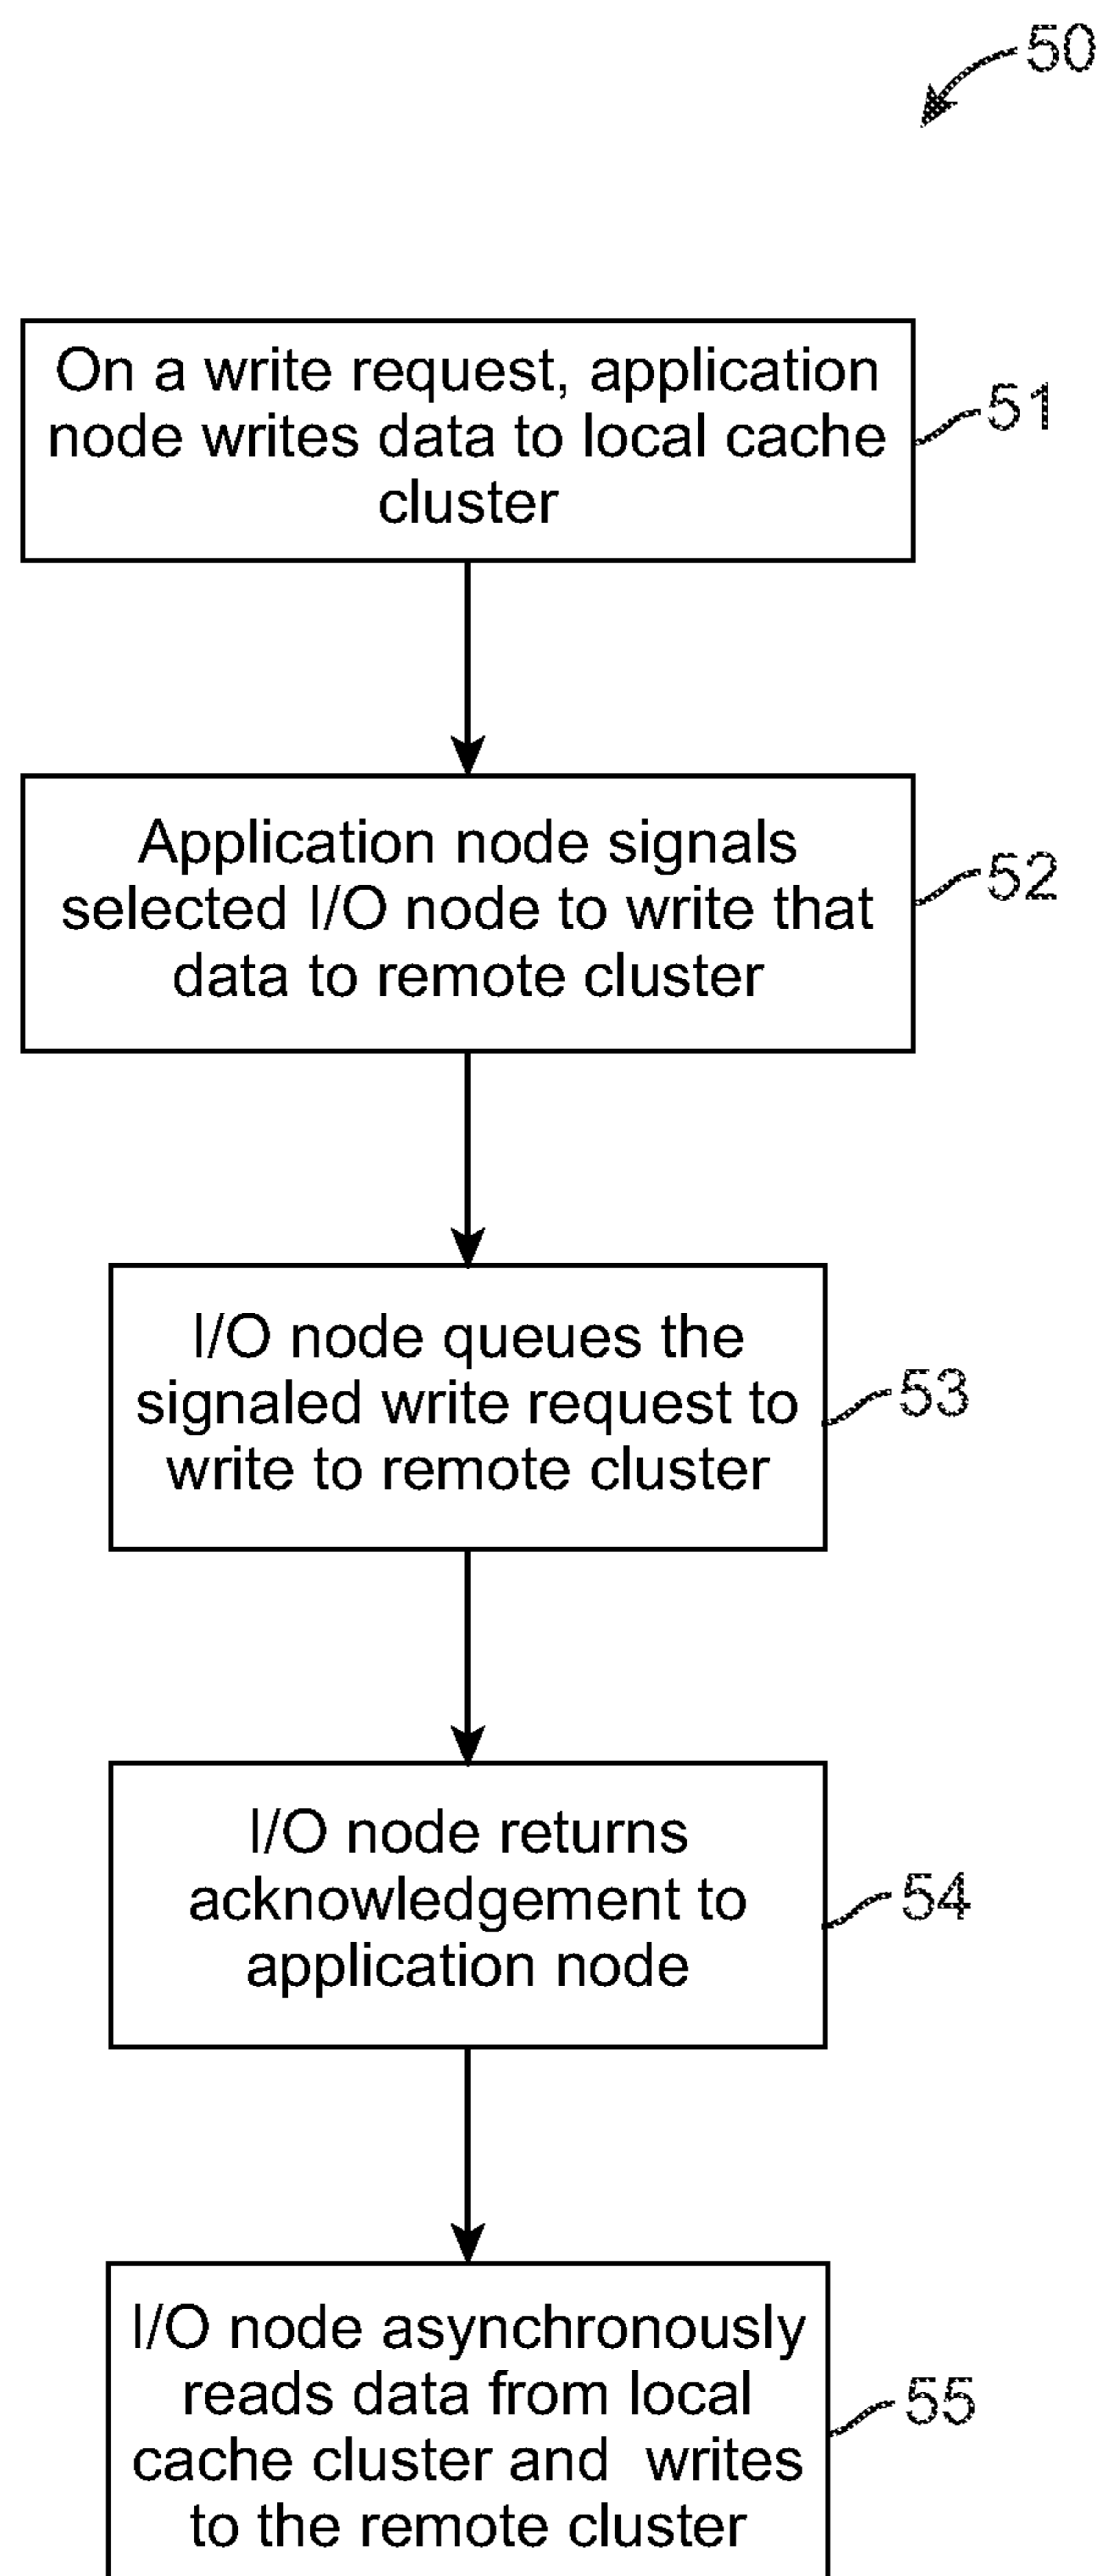 50
On a write request, application
node writes data to local cache
cluster
51
Application node signals
selected I/O node to write that
data to remote cluster
52
I/O node queues the
signaled write request to
write to remote cluster
53
I/O node returns
acknowledgement to
application node
54
I/O node asynchronously
reads data from local
cache cluster and writes
to the remote cluster
55